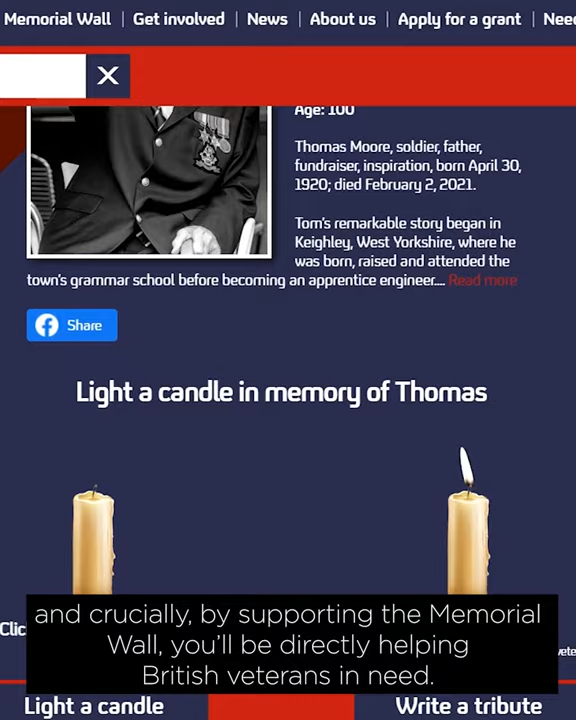 Memorial Wall | Get involved | News | About us | Apply for a grant | Need
X
Age: 100
Thomas Moore, soldier, father,
fundraiser, inspiration, born April 30,
1920; died February 2, 2021.
Tom's remarkable story began in
Keighley, West Yorkshire, where he
was born, raised and attended the
town's grammar school before becoming an apprentice engineer.... Read more
Share
Light a candle in memory of Thomas
and crucially, by supporting the Memorial
Wall, you'll be directly helping
British veterans in need.
Light a candle
Write a tribute